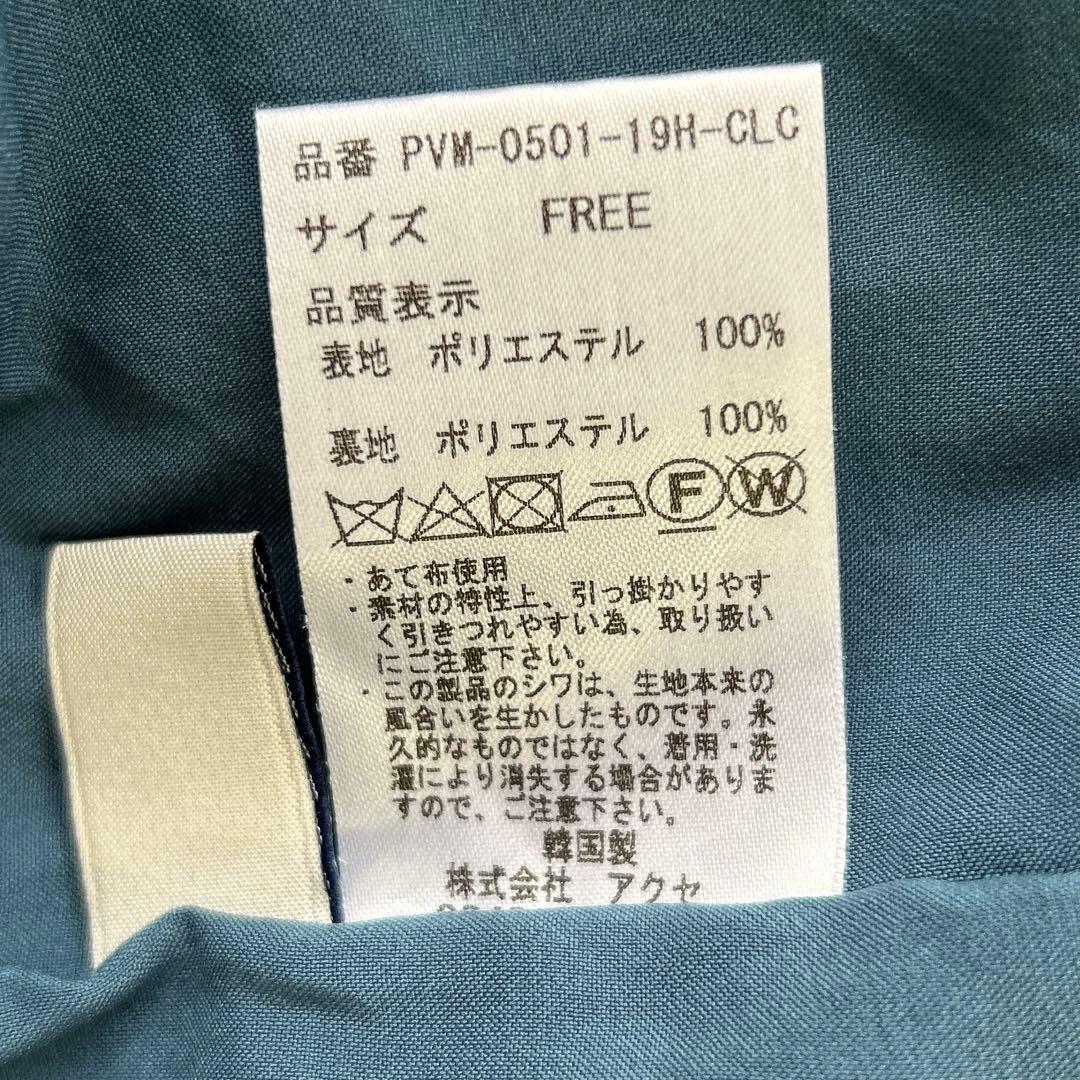 品番 PVM-0501-19H-CLC
サイズ FREE
品質表示
表地 ポリエステル 100%
裏地 ポリエステル 100%
F W
・あて布使用
・素材の特性上、引っ掛かりやす
く引きつれやすい為、取り扱い
にご注意下さい。
・この製品のシワは、生地本来の
風合いを生かしたものです。永
久的なものではなく、着用・洗
濯により消失する場合がありま
すので、ご注意下さい。
韓国製
株式会社 アクセ